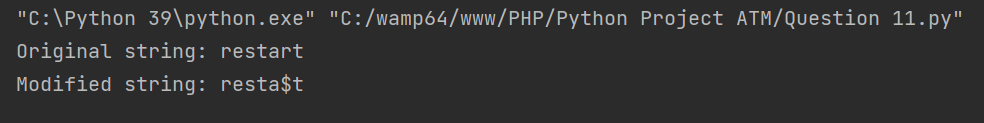 "C:\Python 39\python.exe" "C:/wamp64/www/PHP/Python Project ATM/Question 11.py"
Original string: restart
Modified string: resta$t